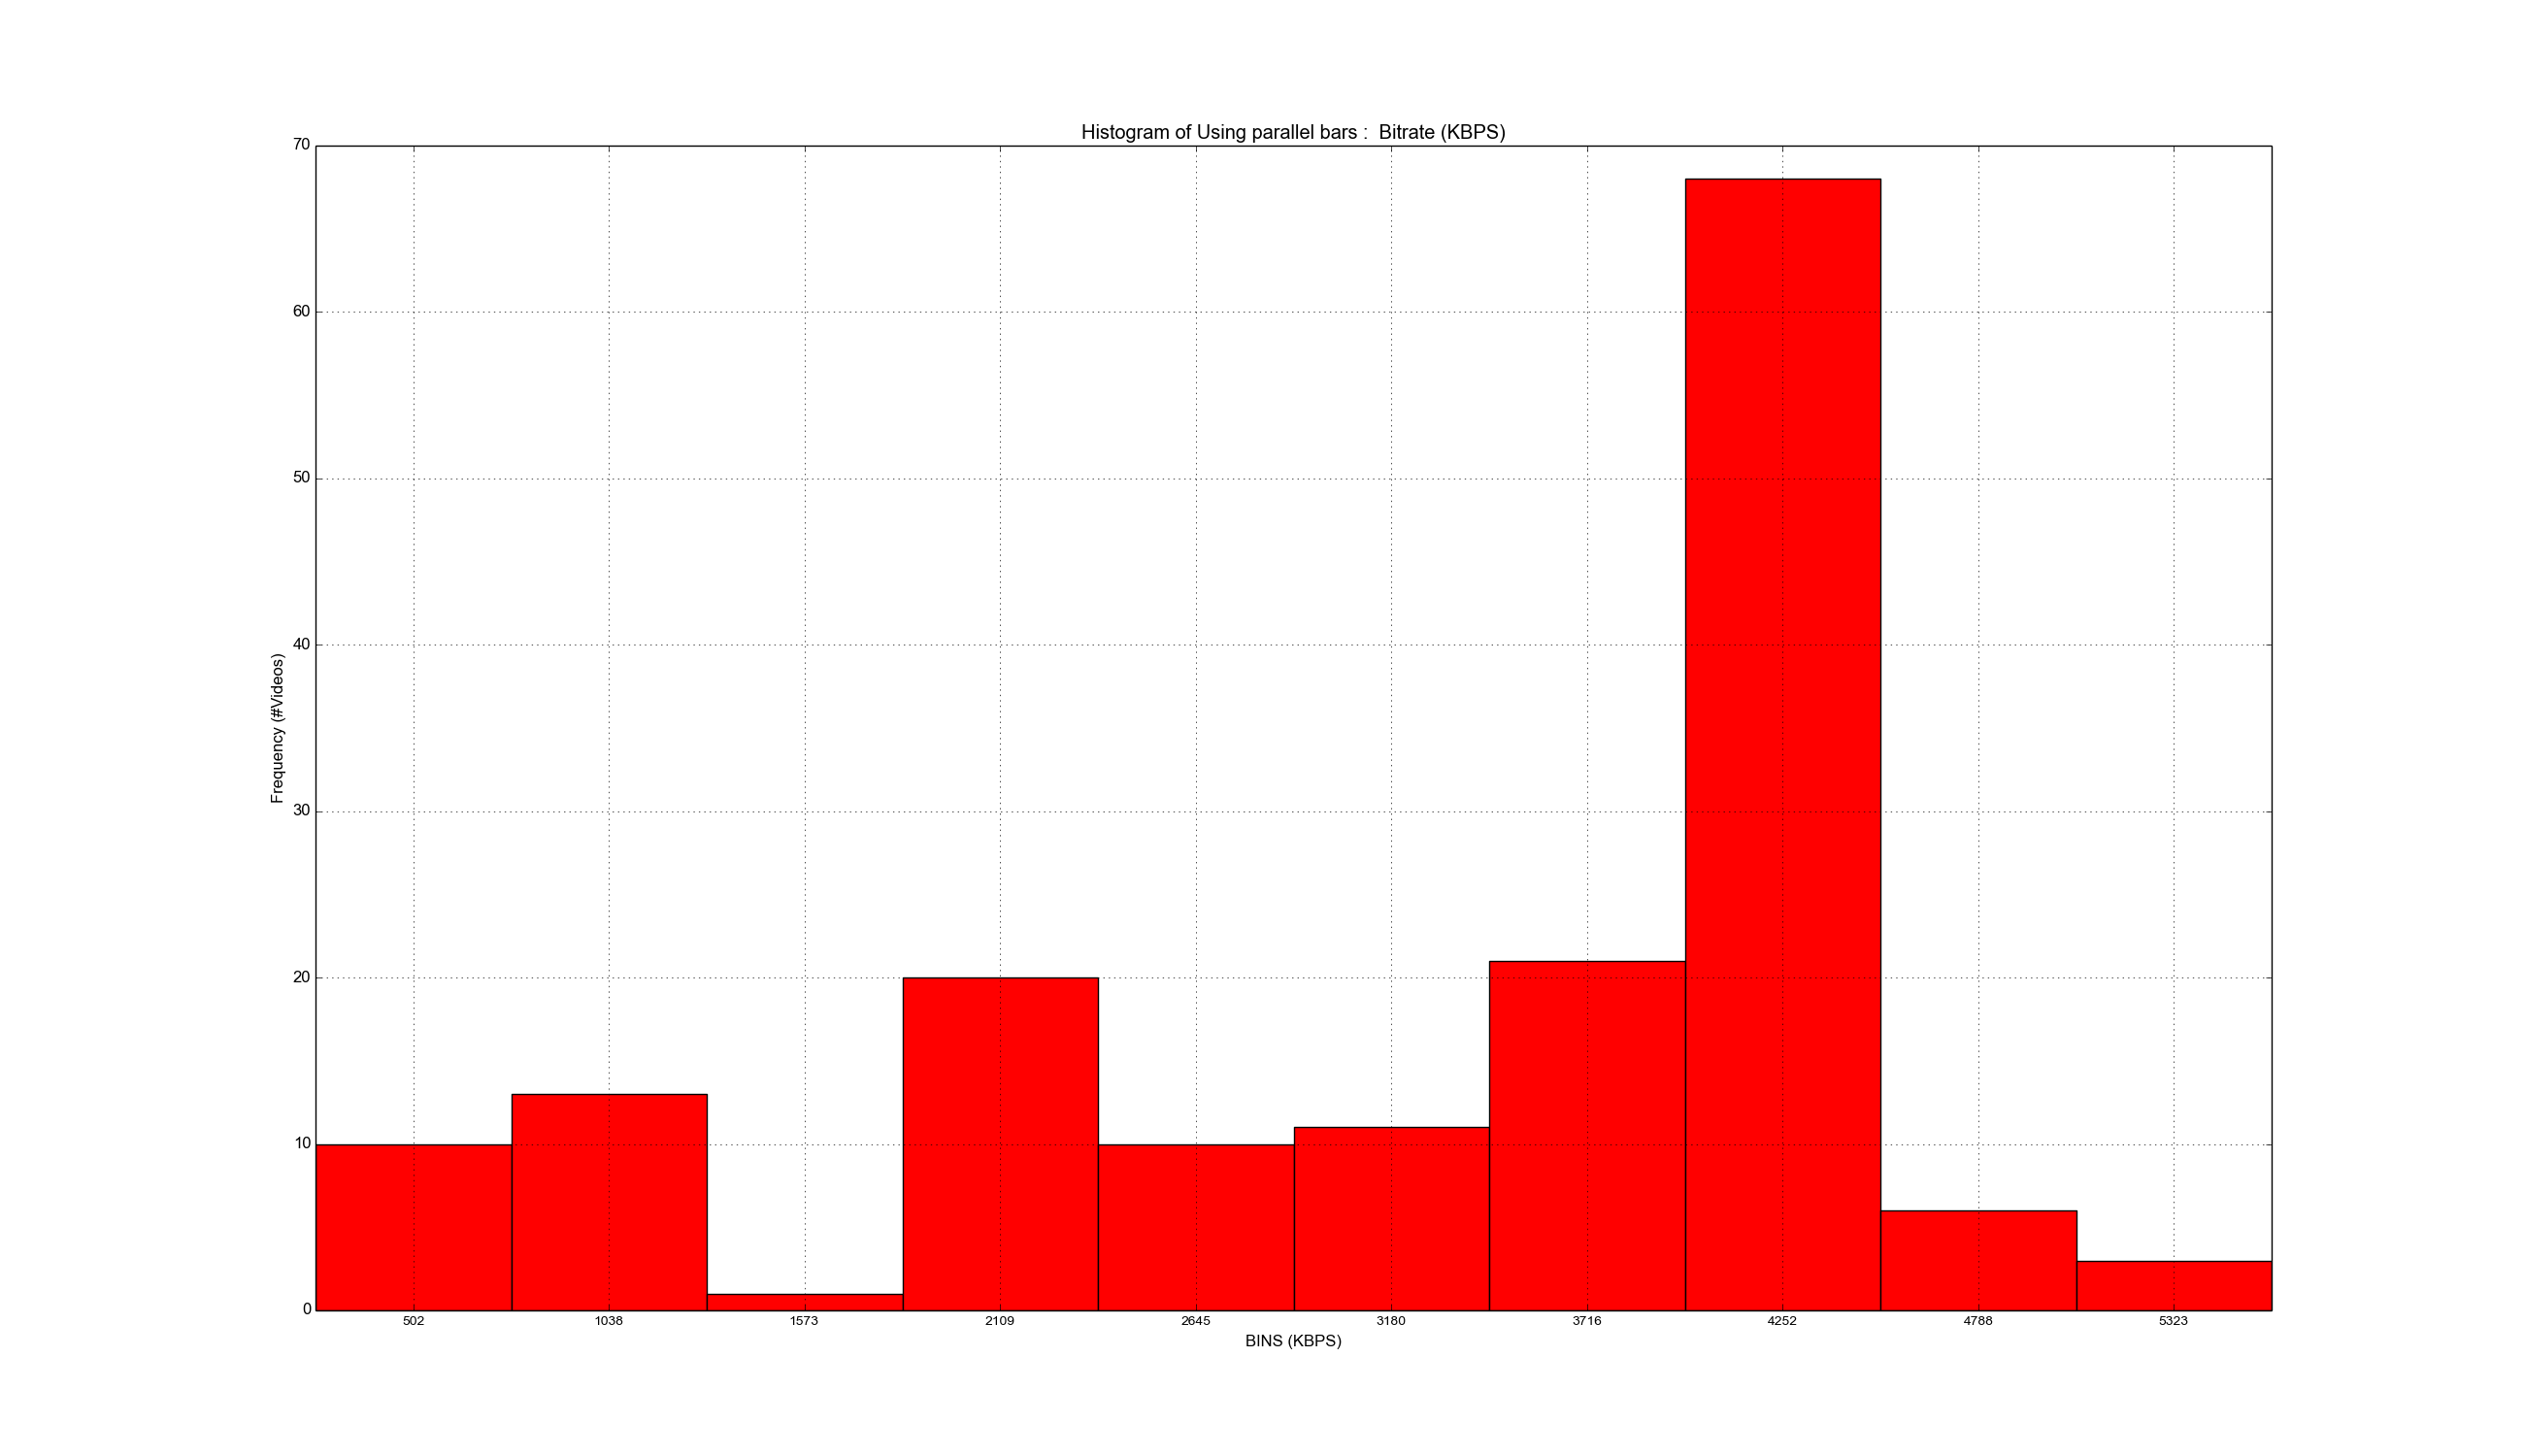 Histogram of Using parallel bars :  Bitrate (KBPS)
70
60
50
40
30
20
10
0
Frequency (#Videos)
502 1038 1573 2109 2645 3180 3716 4252 4788 5323
BINS (KBPS)